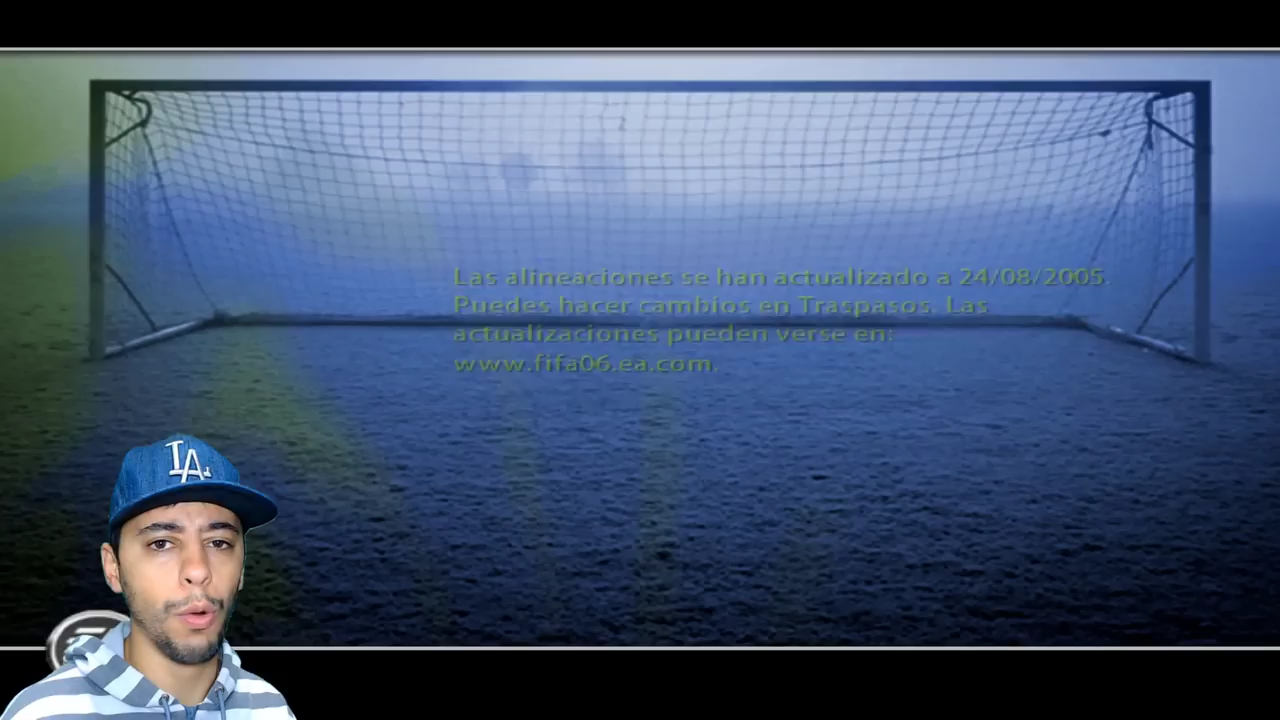 Las alineaciones se han actualizado a 24/08/2005.
Puedes hacer cambios en Traspasos. Las
actualizaciones pueden verse en:
www.fifa06.ea.com.
LA